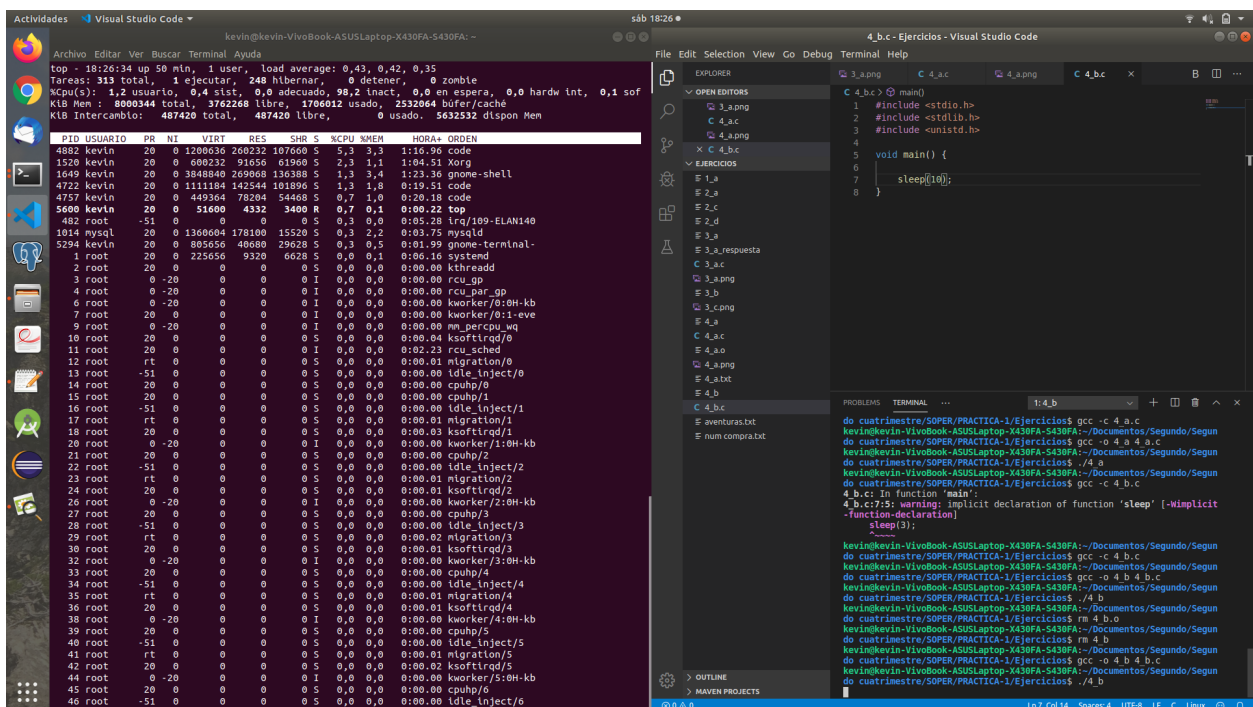 Actividades Visual Studio Code ▾ sáb 18:26 ●
kevin@kevin-VivoBook-ASUSLaptop-X430FA-S430FA: ~
Archivo Editar Ver Buscar Terminal Ayuda
top - 18:26:34 up 50 min, 1 user, load average: 0,43, 0,42, 0,35
Tareas: 313 total, 1 ejecutar, 248 hibernar, 0 detener, 0 zombie
%Cpu(s): 1,2 usuario, 0,4 sist, 0,0 adecuado, 98,2 inact, 0,0 en espera, 0,0 hardw int, 0,1 sof
KiB Mem : 8000344 total, 3762268 libre, 1706012 usado, 2532064 búfer/caché
KiB Intercambio: 487420 total, 487420 libre, 0 usado. 5632532 dispon Mem
PID USUARIO PR NI VIRT RES SHR S %CPU %MEM HORA+ ORDEN
4882 kevin 20 0 1200636 260232 107660 S 5,3 3,3 1:16.96 code
1520 kevin 20 0 600232 91656 61960 S 2,3 1,1 1:04.51 Xorg
1649 kevin 20 0 3848840 269068 136388 S 1,3 3,4 1:23.36 gnome-shell
4722 kevin 20 0 1111184 142544 101896 S 1,3 1,8 0:19.51 code
4757 kevin 20 0 449364 78204 54468 S 0,7 1,0 0:20.18 code
5600 kevin 20 0 51600 4332 3400 R 0,7 0,1 0:00.22 top
482 root -51 0 0 0 0 S 0,3 0,0 0:05.28 irq/109-ELAN140
1014 mysql 20 0 1360604 178100 15520 S 0,3 2,2 0:03.75 mysqld
5294 kevin 20 0 805656 40680 29628 S 0,3 0,5 0:01.99 gnome-terminal-
1 root 20 0 225656 9320 6628 S 0,0 0,1 0:06.16 systemd
2 root 20 0 0 0 0 S 0,0 0,0 0:00.00 kthreadd
3 root 0 -20 0 0 0 I 0,0 0,0 0:00.00 rcu_gp
4 root 0 -20 0 0 0 I 0,0 0,0 0:00.00 rcu_par_gp
6 root 0 -20 0 0 0 I 0,0 0,0 0:00.00 kworker/0:0H-kb
7 root 20 0 0 0 0 I 0,0 0,0 0:00.00 kworker/0:1-eve
9 root 0 -20 0 0 0 I 0,0 0,0 0:00.00 mm_percpu_wq
10 root 20 0 0 0 0 S 0,0 0,0 0:00.04 ksoftirqd/0
11 root 20 0 0 0 0 I 0,0 0,0 0:02.23 rcu_sched
12 root rt 0 0 0 0 S 0,0 0,0 0:00.01 migration/0
13 root -51 0 0 0 0 S 0,0 0,0 0:00.00 idle_inject/0
14 root 20 0 0 0 0 S 0,0 0,0 0:00.00 cpuhp/0
15 root 20 0 0 0 0 S 0,0 0,0 0:00.00 cpuhp/1
16 root -51 0 0 0 0 S 0,0 0,0 0:00.00 idle_inject/1
17 root rt 0 0 0 0 S 0,0 0,0 0:00.01 migration/1
18 root 20 0 0 0 0 S 0,0 0,0 0:00.03 ksoftirqd/1
20 root 0 -20 0 0 0 I 0,0 0,0 0:00.00 kworker/1:0H-kb
21 root 20 0 0 0 0 S 0,0 0,0 0:00.00 cpuhp/2
22 root -51 0 0 0 0 S 0,0 0,0 0:00.00 idle_inject/2
23 root rt 0 0 0 0 S 0,0 0,0 0:00.01 migration/2
24 root 20 0 0 0 0 S 0,0 0,0 0:00.01 ksoftirqd/2
26 root 0 -20 0 0 0 I 0,0 0,0 0:00.00 kworker/2:0H-kb
27 root 20 0 0 0 0 S 0,0 0,0 0:00.00 cpuhp/3
28 root -51 0 0 0 0 S 0,0 0,0 0:00.00 idle_inject/3
29 root rt 0 0 0 0 S 0,0 0,0 0:00.02 migration/3
30 root 20 0 0 0 0 S 0,0 0,0 0:00.01 ksoftirqd/3
32 root 0 -20 0 0 0 I 0,0 0,0 0:00.00 kworker/3:0H-kb
33 root 20 0 0 0 0 S 0,0 0,0 0:00.00 cpuhp/4
34 root -51 0 0 0 0 S 0,0 0,0 0:00.00 idle_inject/4
35 root rt 0 0 0 0 S 0,0 0,0 0:00.01 migration/4
36 root 20 0 0 0 0 S 0,0 0,0 0:00.01 ksoftirqd/4
38 root 0 -20 0 0 0 I 0,0 0,0 0:00.00 kworker/4:0H-kb
39 root 20 0 0 0 0 S 0,0 0,0 0:00.00 cpuhp/5
40 root -51 0 0 0 0 S 0,0 0,0 0:00.00 idle_inject/5
41 root rt 0 0 0 0 S 0,0 0,0 0:00.01 migration/5
42 root 20 0 0 0 0 S 0,0 0,0 0:00.02 ksoftirqd/5
44 root 0 -20 0 0 0 I 0,0 0,0 0:00.00 kworker/5:0H-kb
45 root 20 0 0 0 0 S 0,0 0,0 0:00.00 cpuhp/6
46 root -51 0 0 0 0 S 0,0 0,0 0:00.00 idle_inject/6
4_b.c - Ejercicios - Visual Studio Code
File Edit Selection View Go Debug Terminal Help
EXPLORER
OPEN EDITORS
3_a.png
C 4_a.c
4_a.png
× C 4_b.c
EJERCICIOS
1_a
2_a
2_c
2_d
3_a
3_a_respuesta
C 3_a.c
3_a.png
3_b
3_c.png
4_a
C 4_a.c
4_a.o
4_a.png
4_a.txt
4_b
C 4_b.c
aventuras.txt
num compra.txt
OUTLINE
MAVEN PROJECTS
3_a.png C 4_a.c 4_a.png C 4_b.c × B
C 4_b.c > main()
1 #include <stdio.h>
2 #include <stdlib.h>
3 #include <unistd.h>
4
5 void main() {
6
7 sleep(10);
8 }
PROBLEMS TERMINAL ··· 1: 4_b
do cuatrimestre/SOPER/PRACTICA-1/Ejercicios$ gcc -c 4_a.c
kevin@kevin-VivoBook-ASUSLaptop-X430FA-S430FA:~/Documentos/Segundo/Segun
do cuatrimestre/SOPER/PRACTICA-1/Ejercicios$ gcc -o 4_a 4_a.c
kevin@kevin-VivoBook-ASUSLaptop-X430FA-S430FA:~/Documentos/Segundo/Segun
do cuatrimestre/SOPER/PRACTICA-1/Ejercicios$ ./4_a
kevin@kevin-VivoBook-ASUSLaptop-X430FA-S430FA:~/Documentos/Segundo/Segun
do cuatrimestre/SOPER/PRACTICA-1/Ejercicios$ gcc -c 4_b.c
4_b.c: In function ‘main’:
4_b.c:7:5: warning: implicit declaration of function ‘sleep’ [-Wimplicit
-function-declaration]
sleep(3);
^~~~~
kevin@kevin-VivoBook-ASUSLaptop-X430FA-S430FA:~/Documentos/Segundo/Segun
do cuatrimestre/SOPER/PRACTICA-1/Ejercicios$ gcc -c 4_b.c
kevin@kevin-VivoBook-ASUSLaptop-X430FA-S430FA:~/Documentos/Segundo/Segun
do cuatrimestre/SOPER/PRACTICA-1/Ejercicios$ gcc -o 4_b 4_b.c
kevin@kevin-VivoBook-ASUSLaptop-X430FA-S430FA:~/Documentos/Segundo/Segun
do cuatrimestre/SOPER/PRACTICA-1/Ejercicios$ ./4_b
kevin@kevin-VivoBook-ASUSLaptop-X430FA-S430FA:~/Documentos/Segundo/Segun
do cuatrimestre/SOPER/PRACTICA-1/Ejercicios$ rm 4_b.o
kevin@kevin-VivoBook-ASUSLaptop-X430FA-S430FA:~/Documentos/Segundo/Segun
do cuatrimestre/SOPER/PRACTICA-1/Ejercicios$ rm 4_b
kevin@kevin-VivoBook-ASUSLaptop-X430FA-S430FA:~/Documentos/Segundo/Segun
do cuatrimestre/SOPER/PRACTICA-1/Ejercicios$ gcc -o 4_b 4_b.c
kevin@kevin-VivoBook-ASUSLaptop-X430FA-S430FA:~/Documentos/Segundo/Segun
do cuatrimestre/SOPER/PRACTICA-1/Ejercicios$ ./4_b
0 0 Ln 7, Col 14 Spaces: 4 UTF-8 LF C Linux